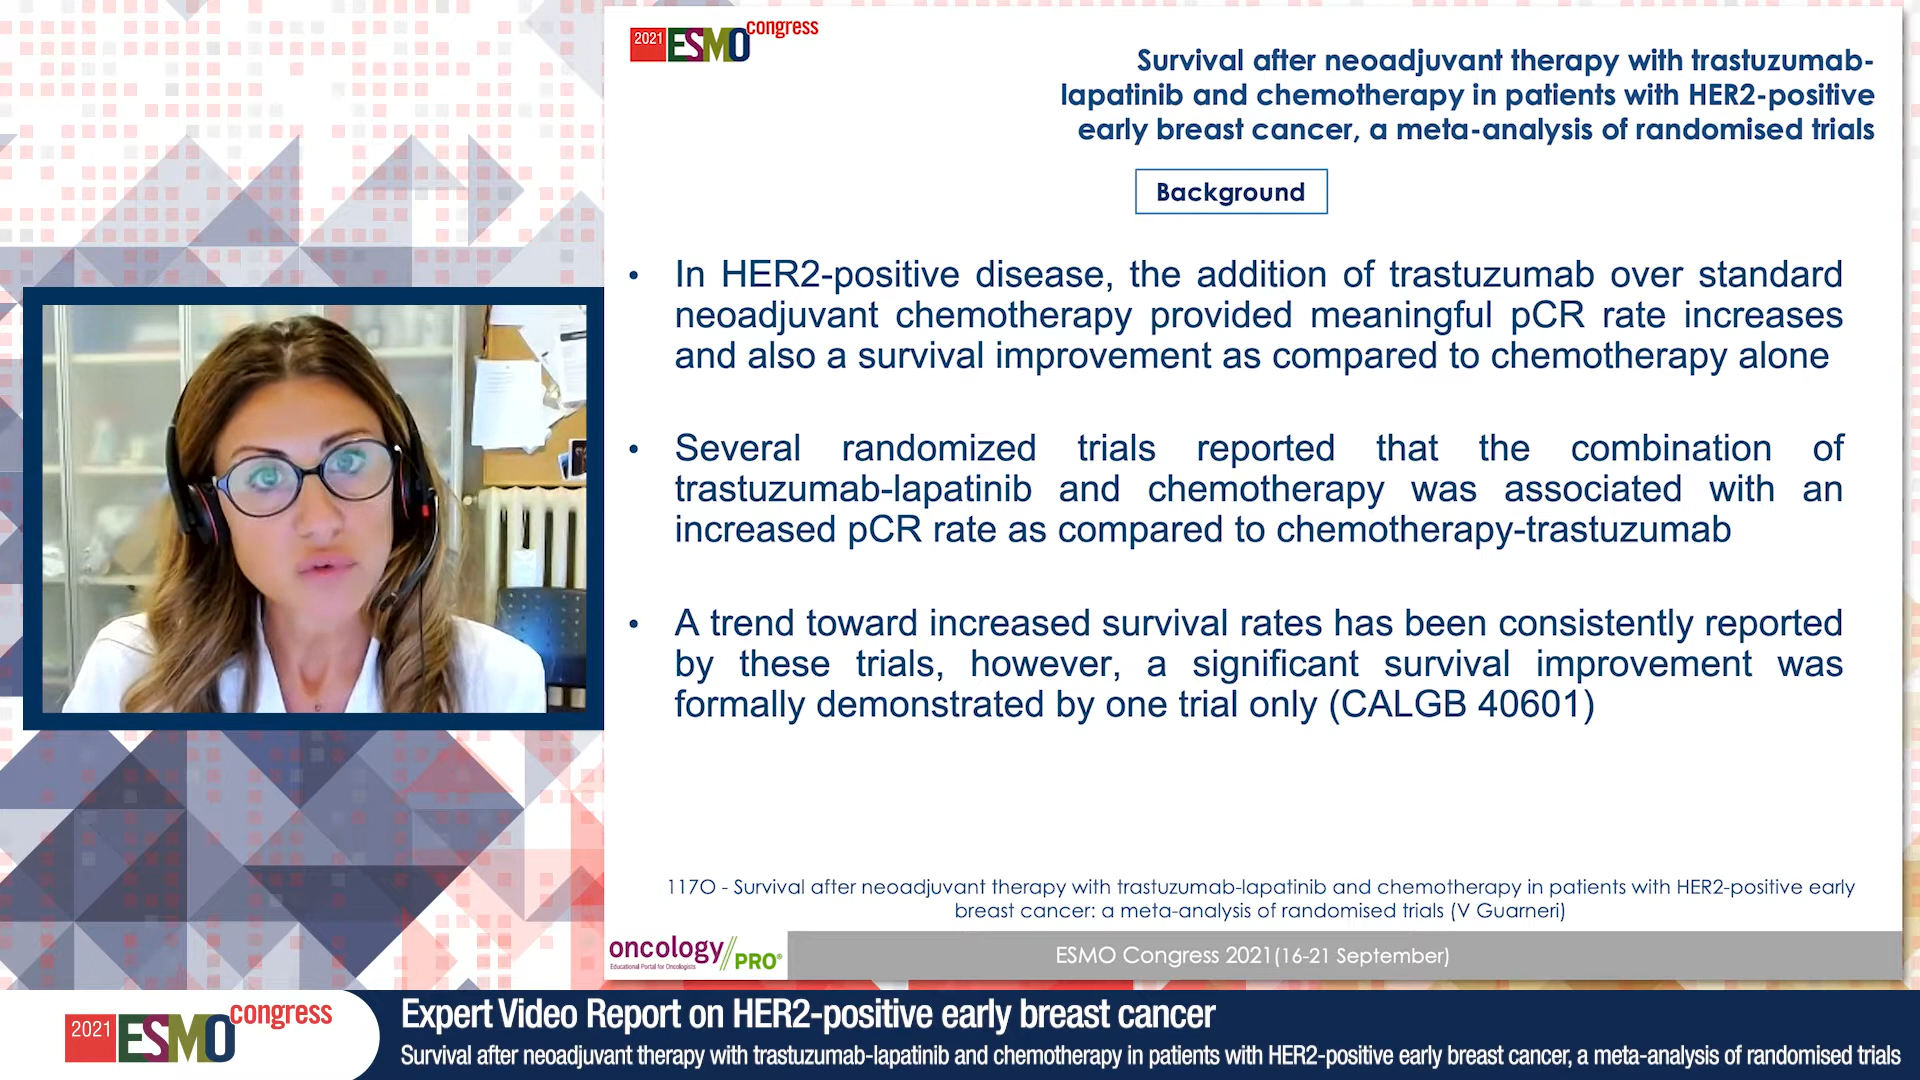 2021 ESMO congress
Survival after neoadjuvant therapy with trastuzumab-
lapatinib and chemotherapy in patients with HER2-positive
early breast cancer, a meta-analysis of randomised trials
Background
• In HER2-positive disease, the addition of trastuzumab over standard
neoadjuvant chemotherapy provided meaningful pCR rate increases
and also a survival improvement as compared to chemotherapy alone
• Several randomized trials reported that the combination of
trastuzumab-lapatinib and chemotherapy was associated with an
increased pCR rate as compared to chemotherapy-trastuzumab
• A trend toward increased survival rates has been consistently reported
by these trials, however, a significant survival improvement was
formally demonstrated by one trial only (CALGB 40601)
117O - Survival after neoadjuvant therapy with trastuzumab-lapatinib and chemotherapy in patients with HER2-positive early
breast cancer: a meta-analysis of randomised trials (V Guarneri)
oncology//PRO®
Educational Portal for Oncologists
ESMO Congress 2021(16-21 September)
2021 ESMO congress
Expert Video Report on HER2-positive early breast cancer
Survival after neoadjuvant therapy with trastuzumab-lapatinib and chemotherapy in patients with HER2-positive early breast cancer, a meta-analysis of randomised trials